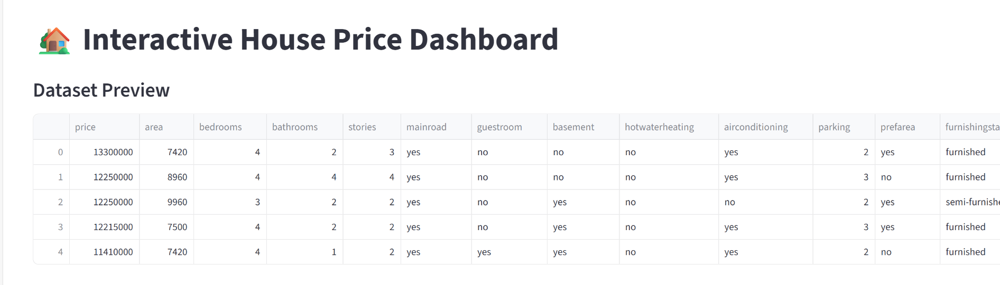 Interactive House Price Dashboard
Dataset Preview
price area bedrooms bathrooms stories mainroad guestroom basement hotwaterheating airconditioning parking prefarea furnishingsta
0 13300000 7420 4 2 3 yes no no no yes 2 yes furnished
1 12250000 8960 4 4 4 yes no no no yes 3 no furnished
2 12250000 9960 3 2 2 yes no yes no no 2 yes semi-furnishe
3 12215000 7500 4 2 2 yes no yes no yes 3 yes furnished
4 11410000 7420 4 1 2 yes yes yes no yes 2 no furnished